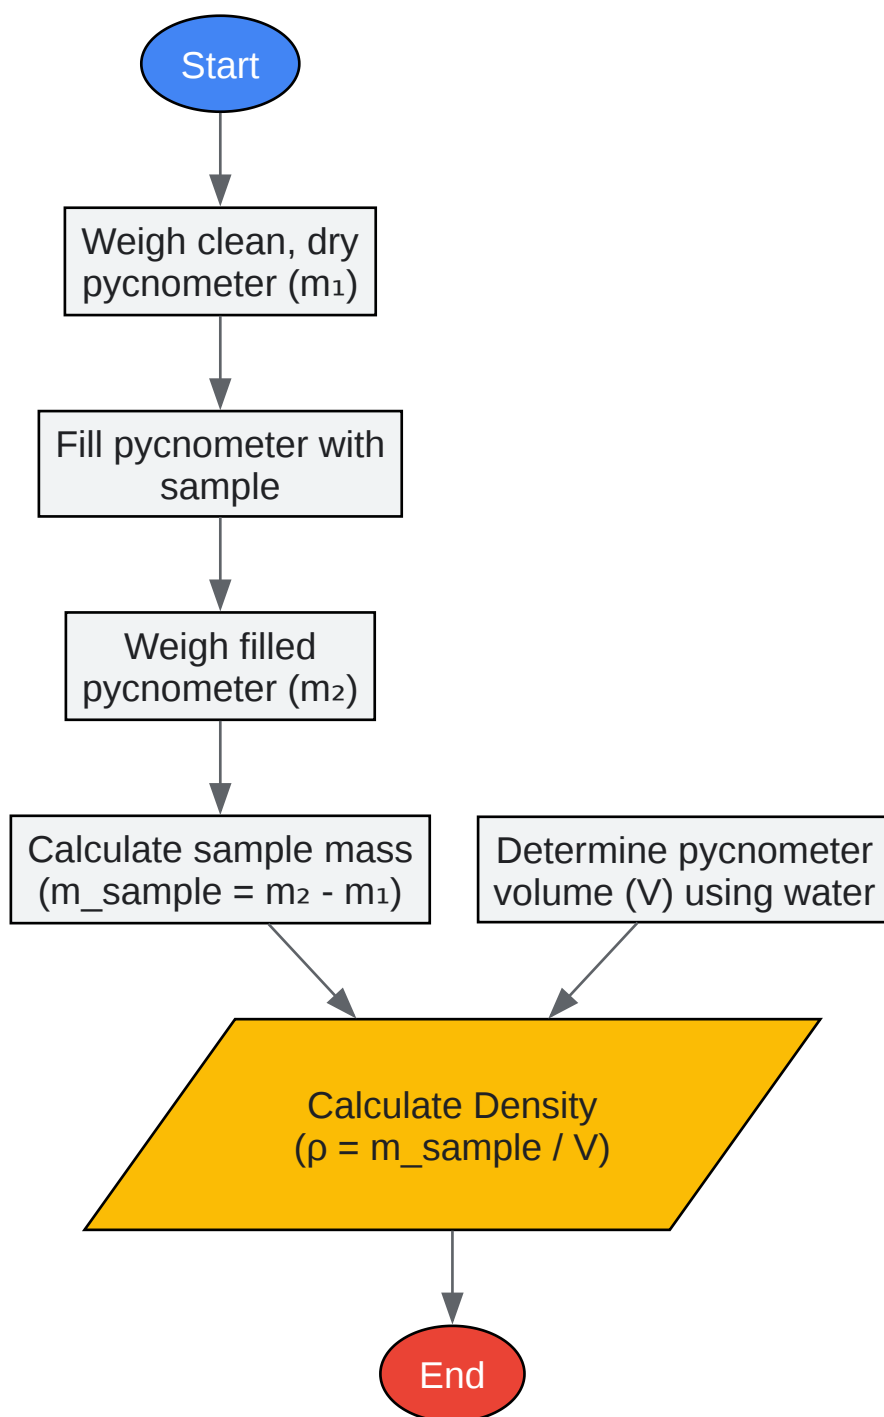 Start
Weigh clean, dry
pycnometer (m₁)
Fill pycnometer with
sample
Weigh filled
pycnometer (m₂)
Calculate sample mass
(m_sample = m₂ - m₁)
Determine pycnometer
volume (V) using water
Calculate Density
(ρ = m_sample / V)
End